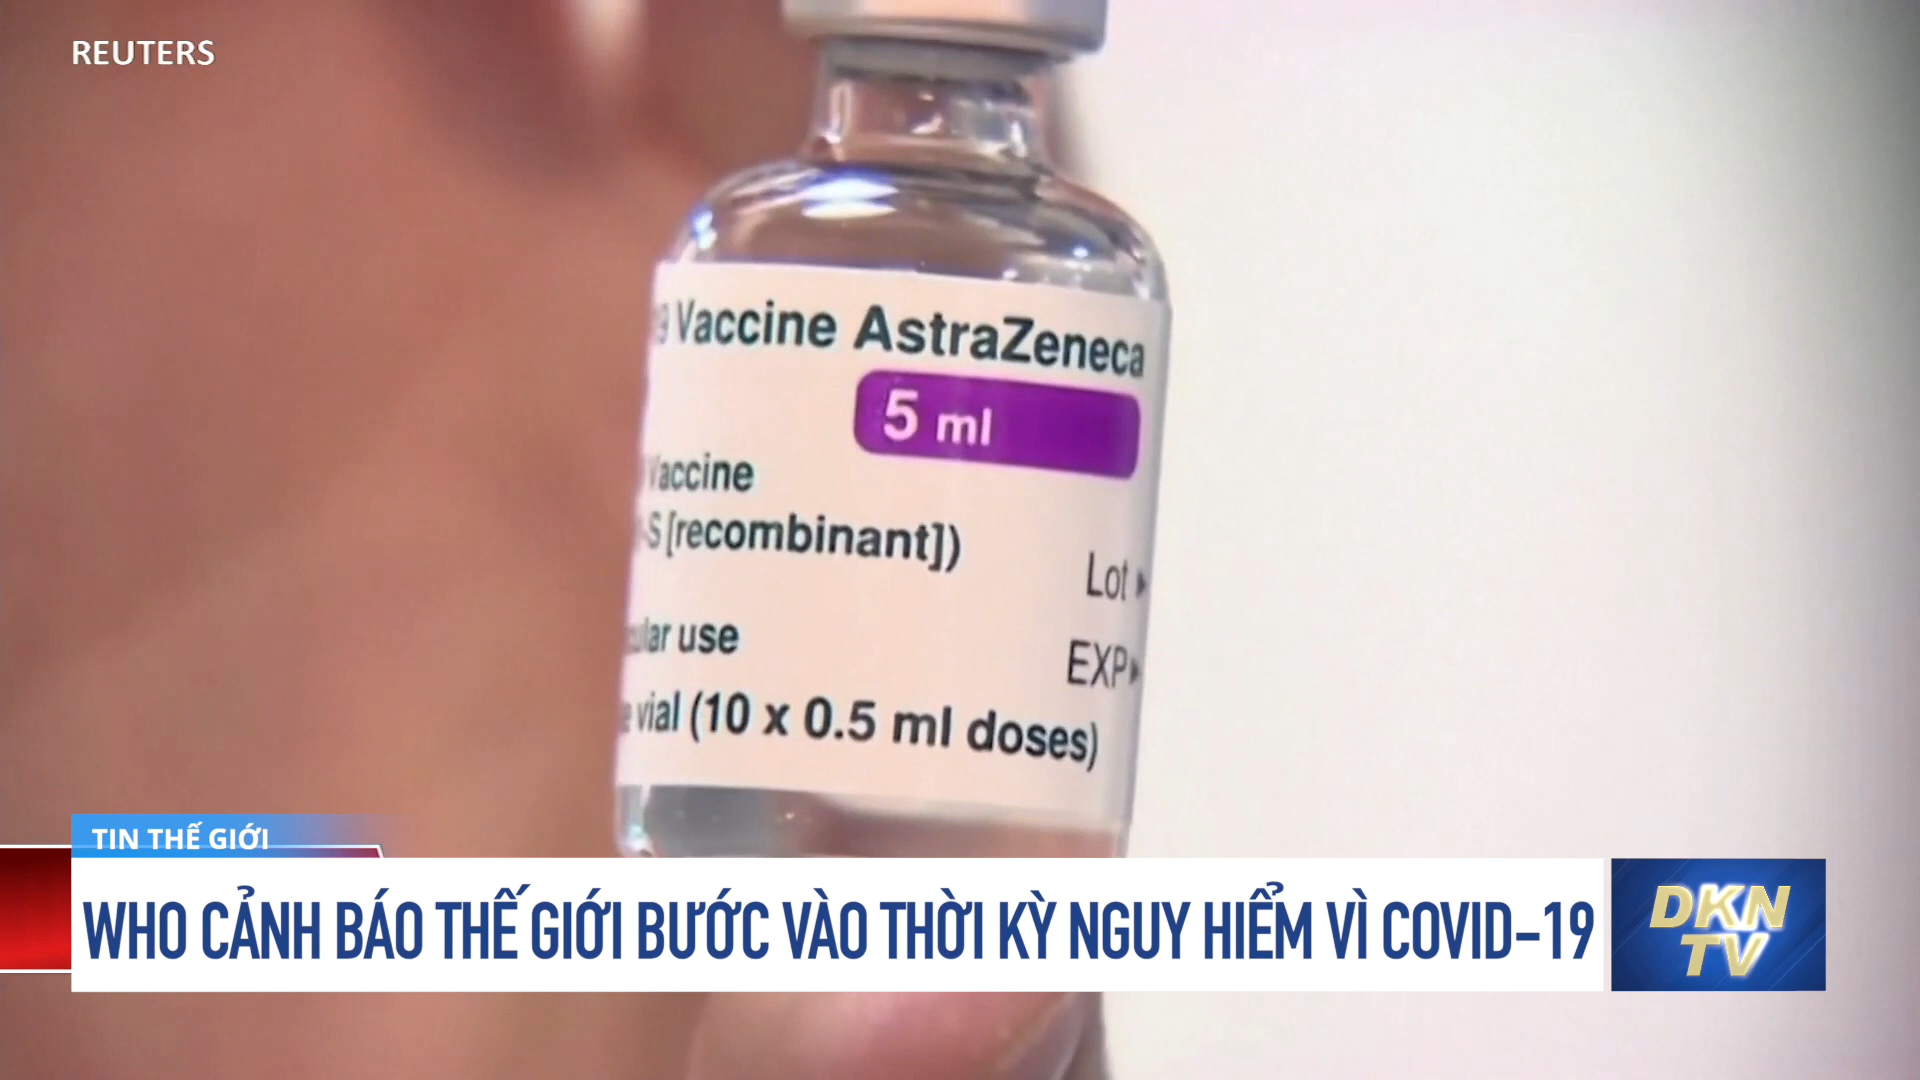 REUTERS
Vaccine AstraZeneca
5 ml
Vaccine
-S [recombinant])
Lot
use
EXP
vial (10 x 0.5 ml doses)
TIN THẾ GIỚI
WHO CẢNH BÁO THẾ GIỚI BƯỚC VÀO THỜI KỲ NGUY HIỂM VÌ COVID-19
DKN
TV